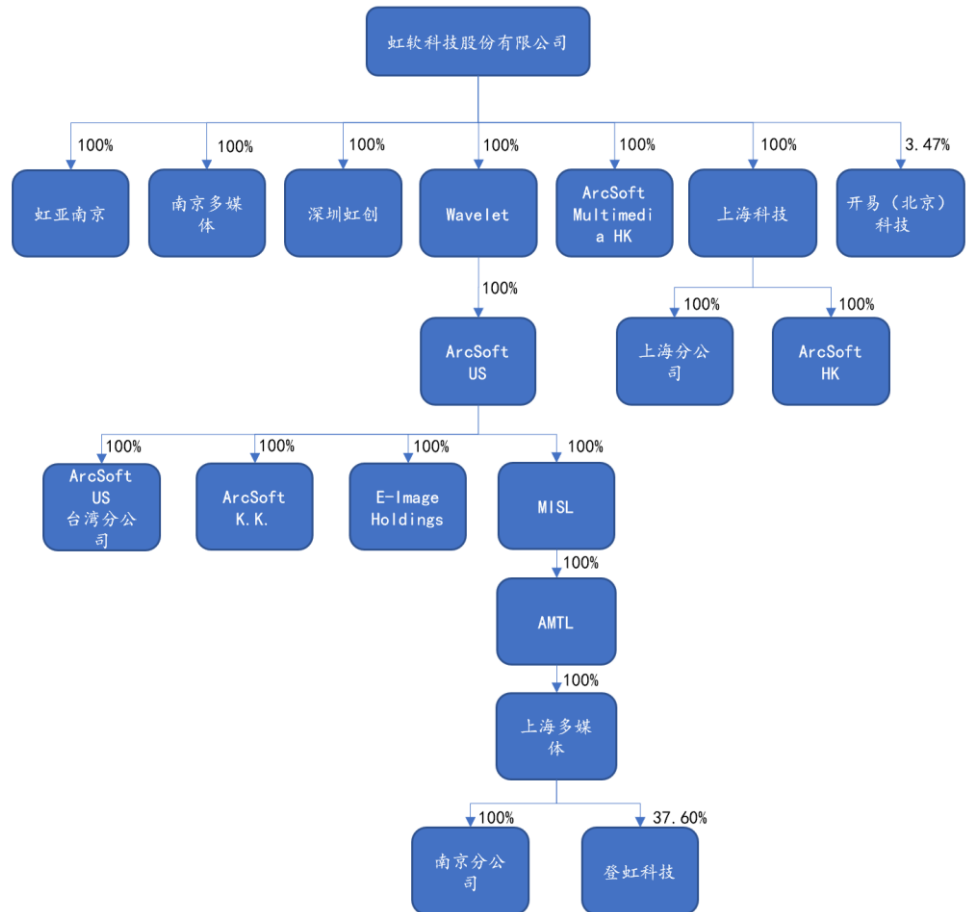 虹软科技股份有限公司
100%
100%
100%
100%
100%
100%
3.47%
虹亚南京
南京多媒
体
深圳虹创
Wavelet
ArcSoft
Multimedi
a HK
上海科技
开易（北京）
科技
100%
100%
100%
ArcSoft
US
上海分公
司
ArcSoft
HK
100%
100%
100%
100%
ArcSoft
US
台湾分公
司
ArcSoft
K.K.
E-Image
Holdings
MISL
100%
AMTL
100%
上海多媒
体
100%
37.60%
南京分公
司
登虹科技